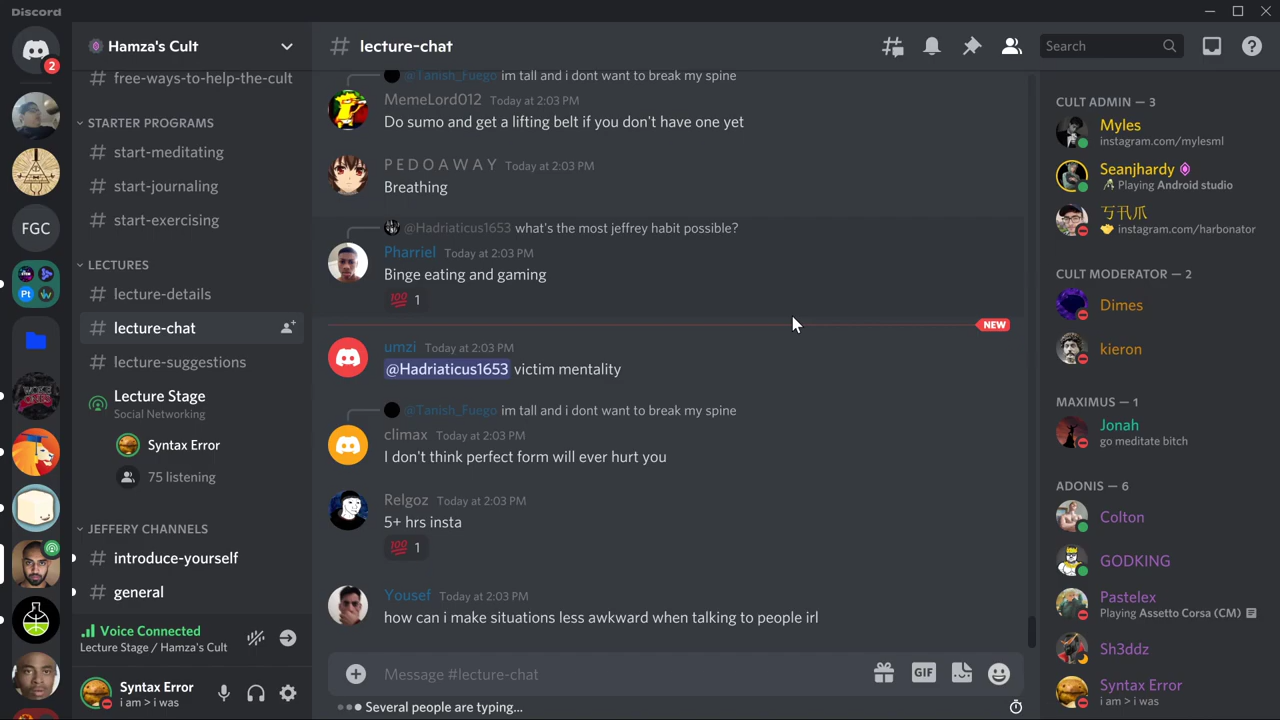 Discord
2
FGC
Hamza's Cult
free-ways-to-help-the-cult
STARTER PROGRAMS
start-meditating
start-journaling
start-exercising
LECTURES
lecture-details
lecture-chat
lecture-suggestions
Lecture Stage
Social Networking
Syntax Error
75 listening
JEFFERY CHANNELS
introduce-yourself
general
Voice Connected
Lecture Stage / Hamza's Cult
Syntax Error
i am > i was
lecture-chat
Search
@Tanish_Fuego im tall and i dont want to break my spine
MemeLord012 Today at 2:03 PM
Do sumo and get a lifting belt if you don't have one yet
P E D O A W A Y Today at 2:03 PM
Breathing
@Hadriaticus1653 what's the most jeffrey habit possible?
Pharriel Today at 2:03 PM
Binge eating and gaming
100 1
NEW
umzi Today at 2:03 PM
@Hadriaticus1653 victim mentality
@Tanish_Fuego im tall and i dont want to break my spine
climax Today at 2:03 PM
I don't think perfect form will ever hurt you
Relgoz Today at 2:03 PM
5+ hrs insta
100 1
Yousef Today at 2:03 PM
how can i make situations less awkward when talking to people irl
Message #lecture-chat
GIF
Several people are typing...
CULT ADMIN — 3
Myles
instagram.com/mylesml
Seanjhardy
Playing Android studio
instagram.com/harbonator
CULT MODERATOR — 2
Dimes
kieron
MAXIMUS — 1
Jonah
go meditate bitch
ADONIS — 6
Colton
GODKING
Pastelex
Playing Assetto Corsa (CM)
Sh3ddz
Syntax Error
i am > i was